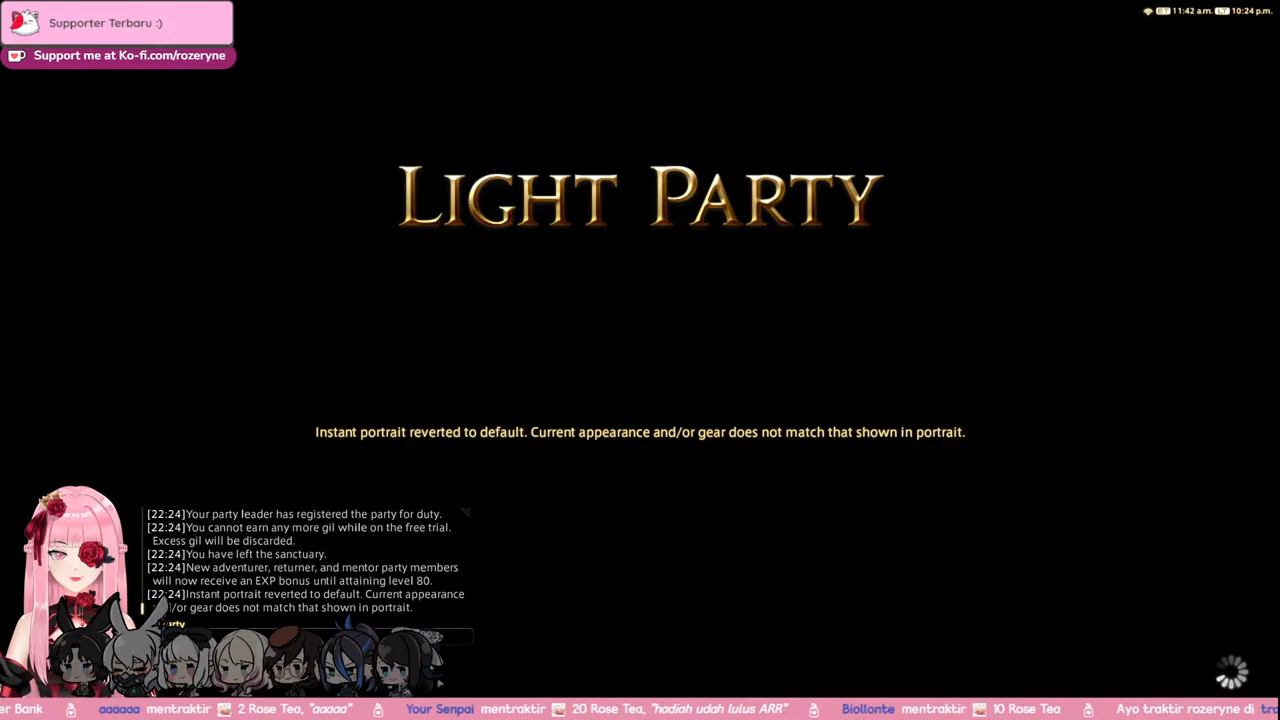 Supporter Terbaru :)
Support me at Ko-fi.com/rozeryne
ET 11:42 a.m. LT 10:24 p.m.
LIGHT PARTY
Instant portrait reverted to default. Current appearance and/or gear does not match that shown in portrait.
[22:24]Your party leader has registered the party for duty.
[22:24]You cannot earn any more gil while on the free trial.
Excess gil will be discarded.
[22:24]You have left the sanctuary.
[22:24]New adventurer, returner, and mentor party members
will now receive an EXP bonus until attaining level 80.
[22:24]Instant portrait reverted to default. Current appearance
/or gear does not match that shown in portrait.
arty
er Bank aaaaaa mentraktir 2 Rose Tea, "aaaaa" Your Senpai mentraktir 20 Rose Tea, "hadiah udah lulus ARR" Biollonte mentraktir 10 Rose Tea Ayo traktir rozeryne di tra